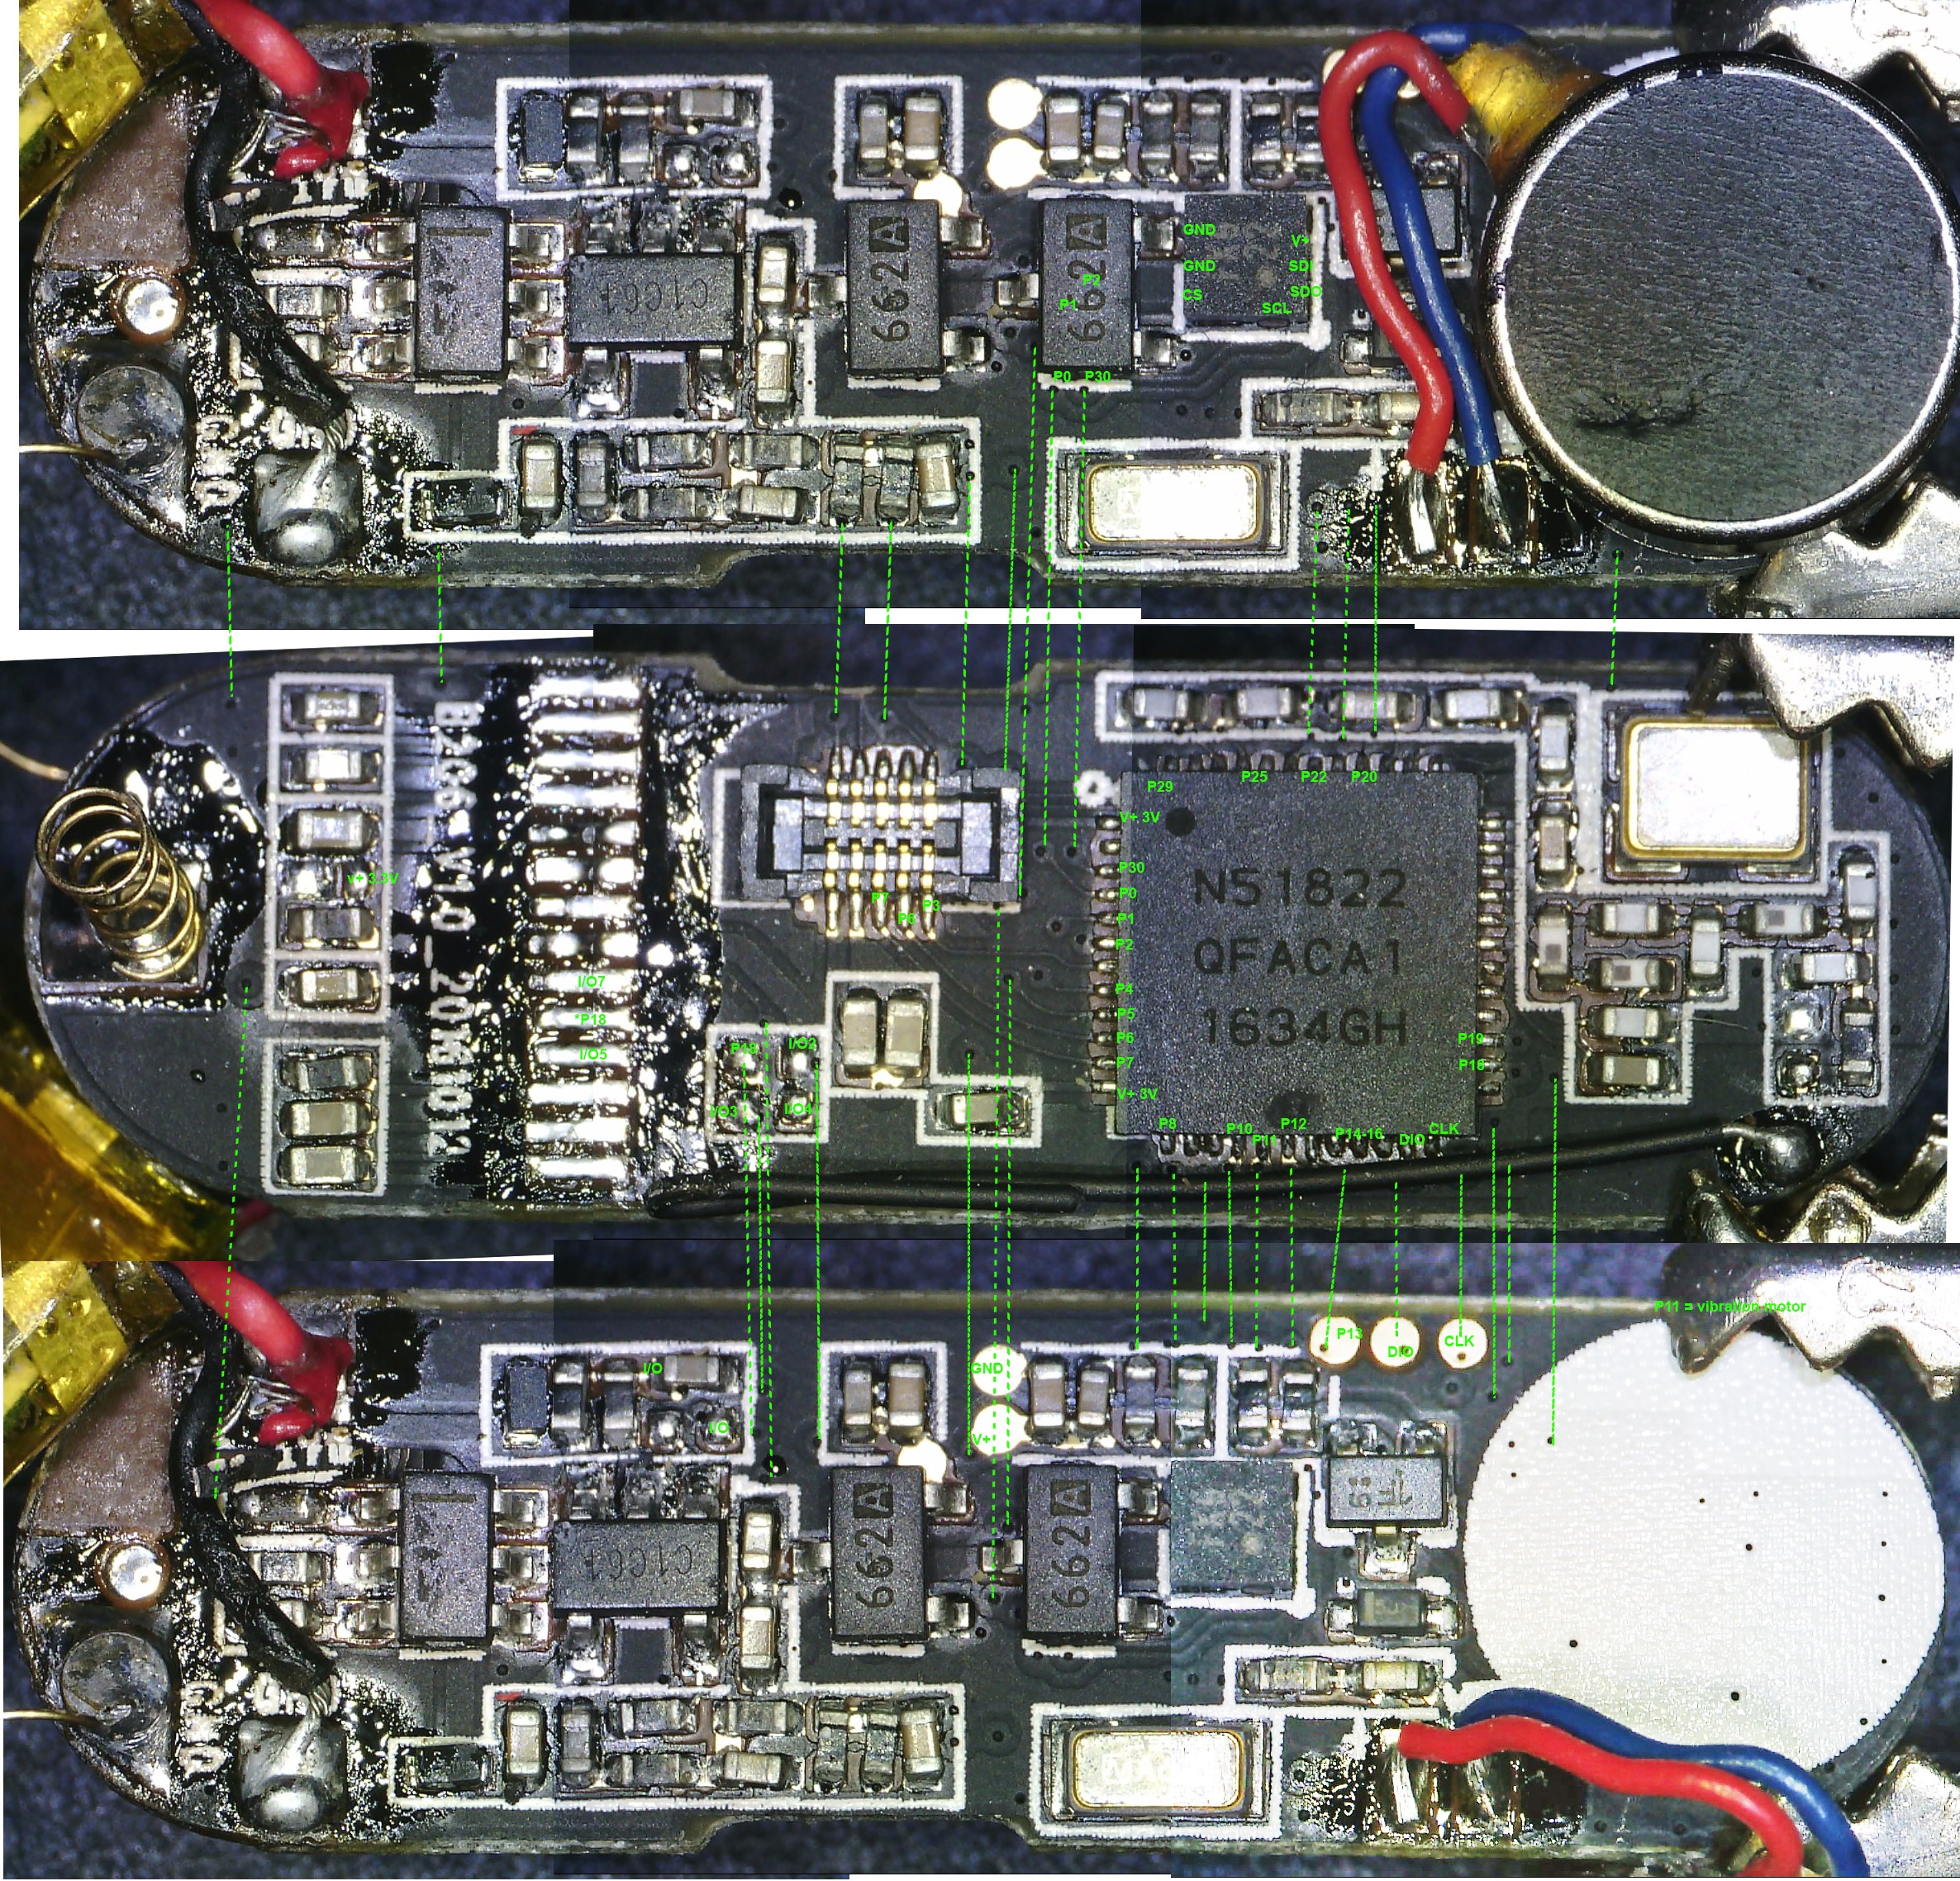 662A
662A
GND
V+
GND
SDI
CS
SDO
SCL
P2
P1
P0
P30
B206_V1.0_20161012
v+ 3.3V
I/O7
*P18
I/O5
P7
P6
P3
P18
I/O2
I/O3
I/O4
P29
P25
P22
P20
V+ 3V
P30
P0
P1
P2
P4
P5
P6
P7
V+ 3V
N51822
QFACA1
1634GH
P19
P18
P8
P10
P11
P12
P14-16
DIO
CLK
P11 = vibration motor
P13
DIO
CLK
I/O
I/O
GND
V+
662A
662A